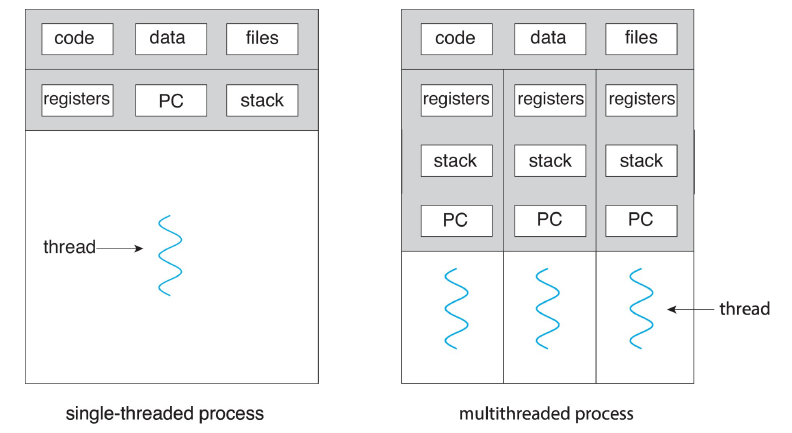 code data files
registers PC stack
thread
single-threaded process
code data files
registers registers registers
stack stack stack
PC PC PC
thread
multithreaded process